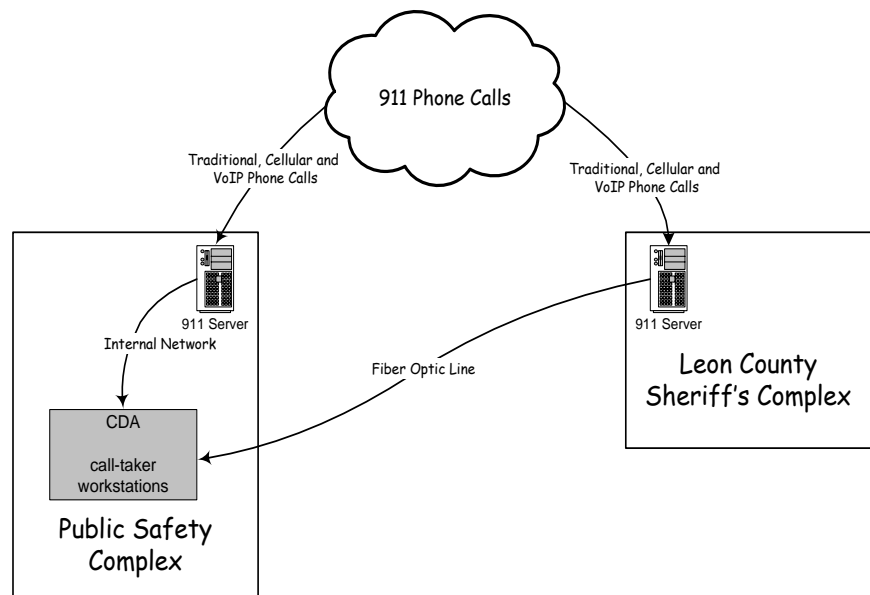 911 Phone Calls
Traditional, Cellular and
VoIP Phone Calls
Traditional, Cellular and
VoIP Phone Calls
911 Server
911 Server
Internal Network
Fiber Optic Line
Leon County
Sheriff's Complex
CDA
call-taker
workstations
Public Safety
Complex